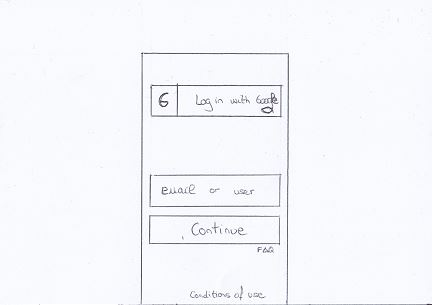 G Log in with Google
Email or user
Continue
FAQ
Conditions of use